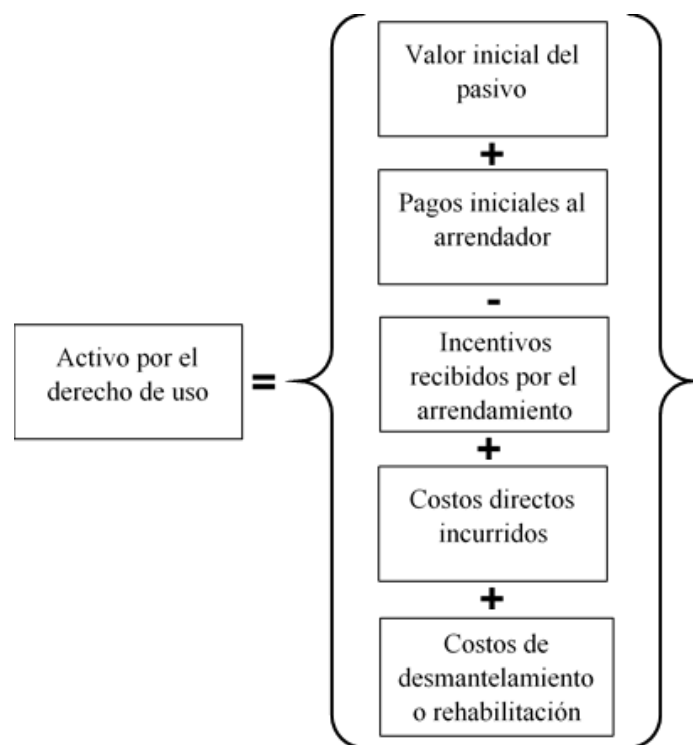 Activo por el
derecho de uso
=
Valor inicial del
pasivo
+
Pagos iniciales al
arrendador
-
Incentivos
recibidos por el
arrendamiento
+
Costos directos
incurridos
+
Costos de
desmantelamiento
o rehabilitación